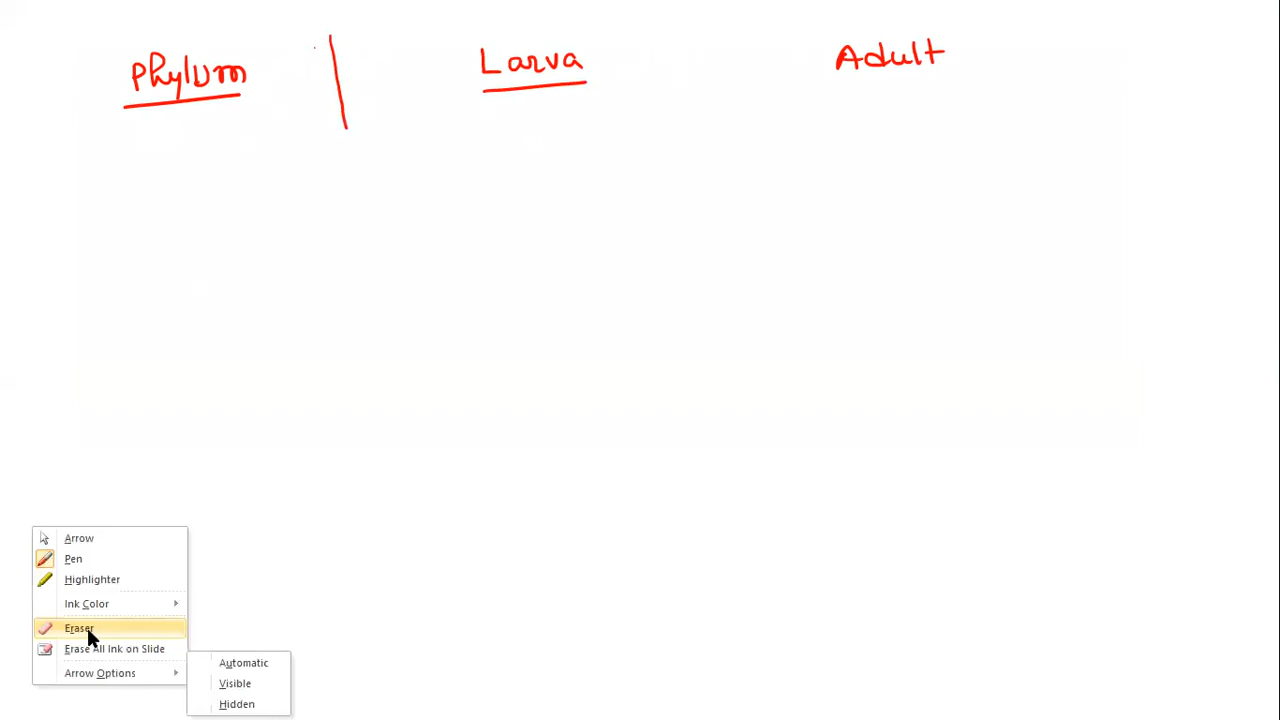 Phylum Larva Adult
Arrow
Pen
Highlighter
Ink Color
Eraser
Erase All Ink on Slide
Arrow Options
Automatic
Visible
Hidden